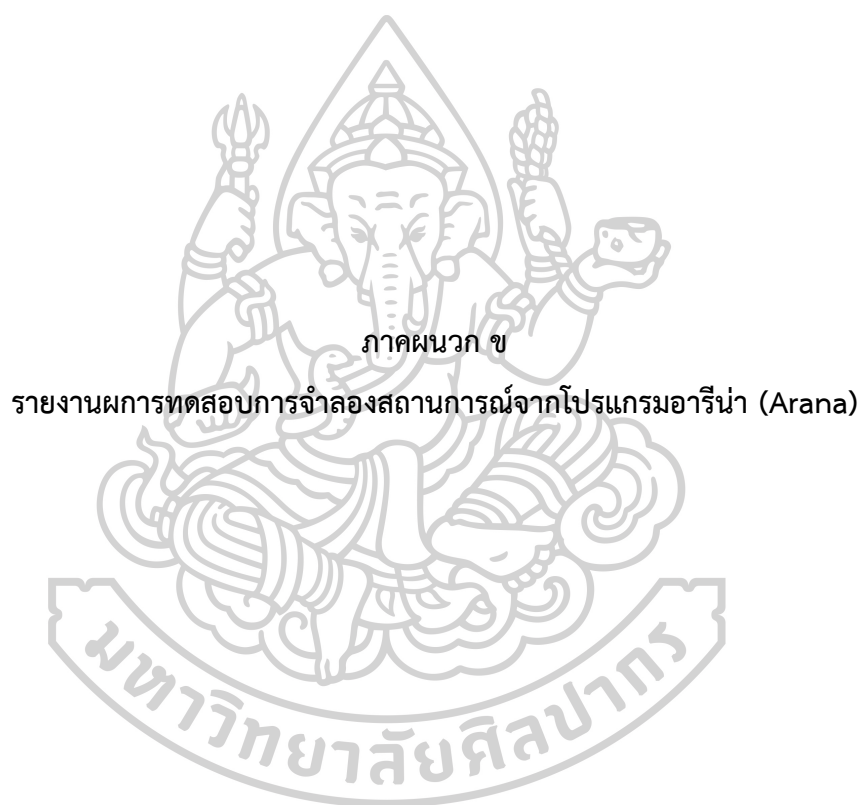 ภาคผนวก ข
รายงานผการทดสอบการจำลองสถานการณ์จากโปรแกรมอารีน่า (Arana)
มหาวิทยาลัยศิลปากร